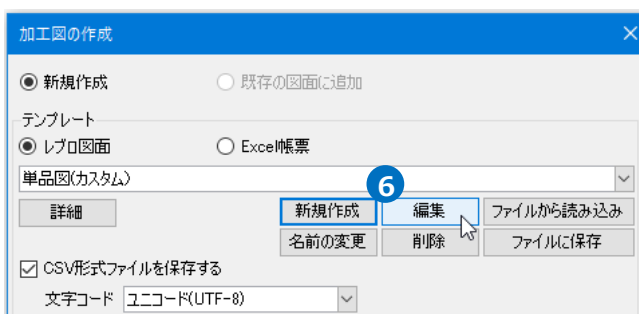 加工図の作成
新規作成 既存の図面に追加
テンプレート
レブロ図面 Excel帳票
単品図(カスタム)
6
詳細 新規作成 編集 ファイルから読み込み
名前の変更 削除 ファイルに保存
CSV形式ファイルを保存する
文字コード ユニコード(UTF-8)